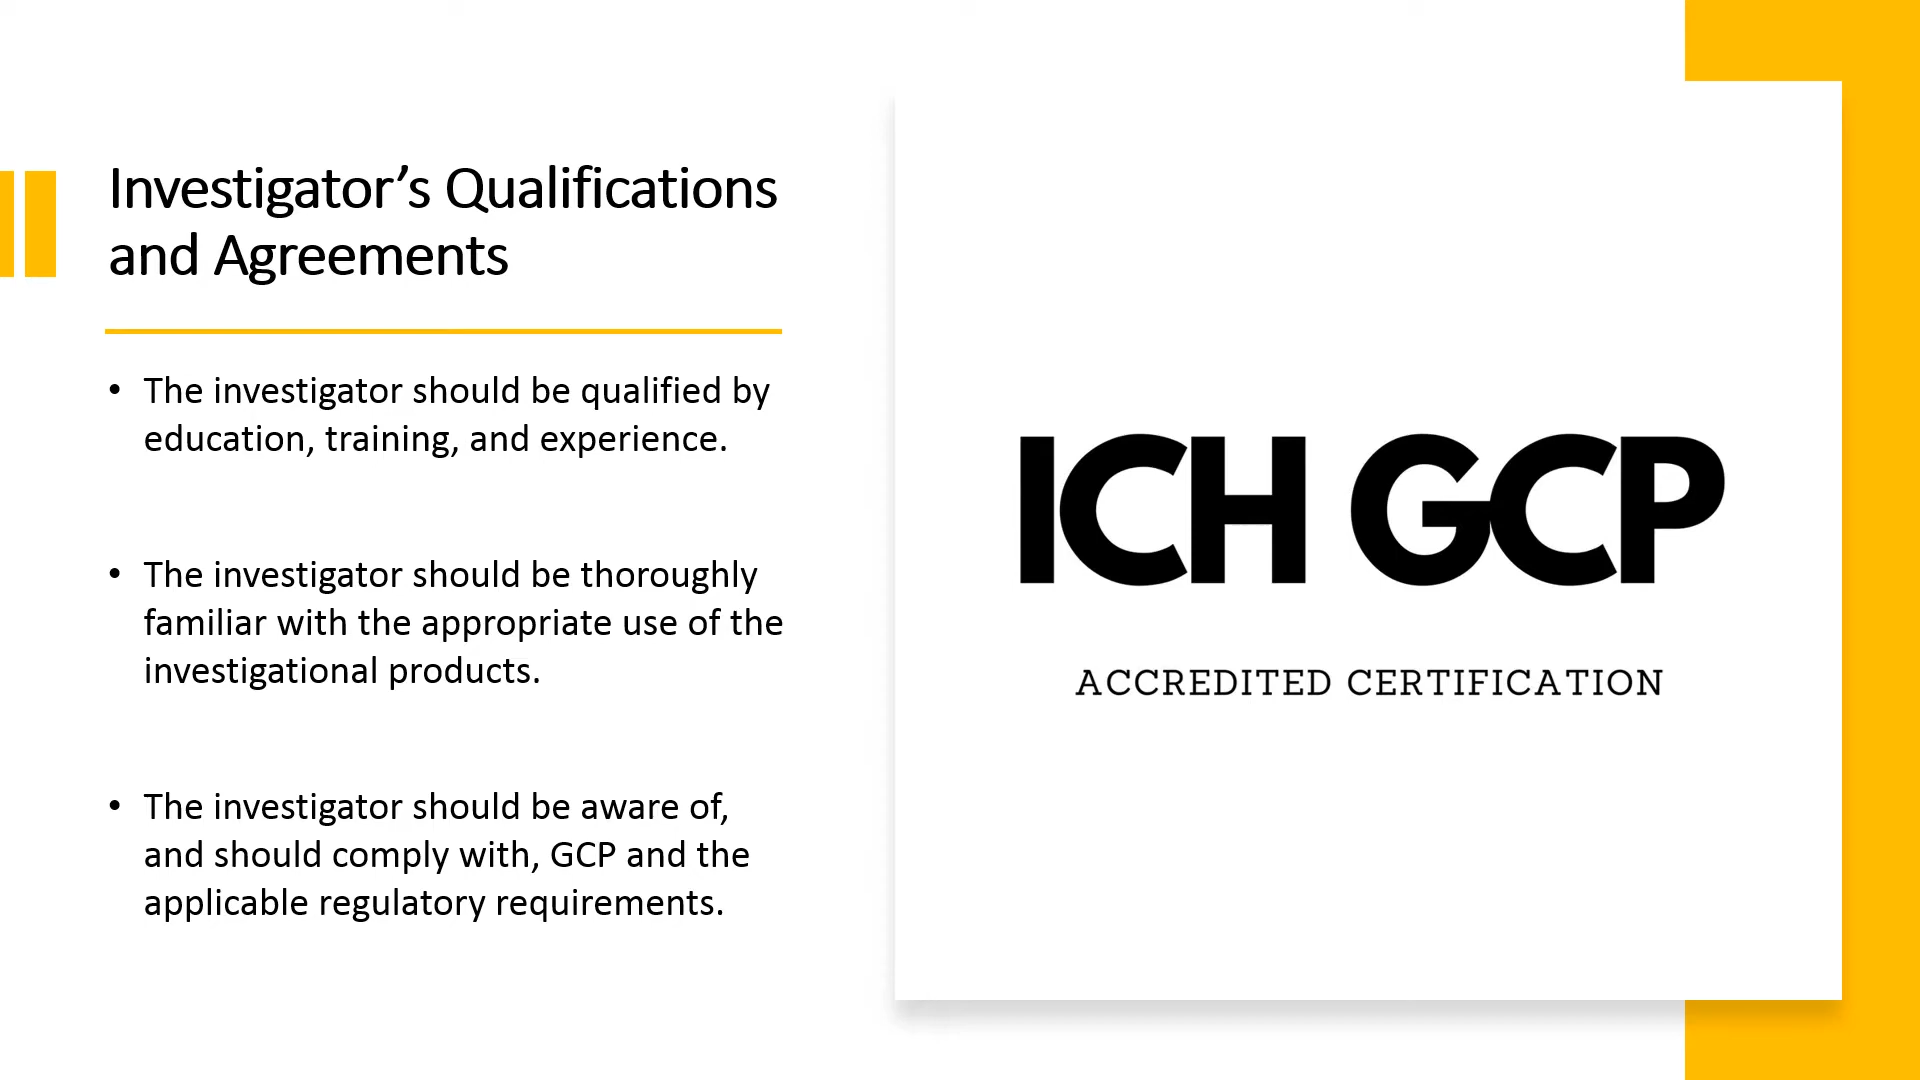 Investigator’s Qualifications
and Agreements
• The investigator should be qualified by
education, training, and experience.
• The investigator should be thoroughly
familiar with the appropriate use of the
investigational products.
• The investigator should be aware of,
and should comply with, GCP and the
applicable regulatory requirements.
ICH GCP
ACCREDITED CERTIFICATION